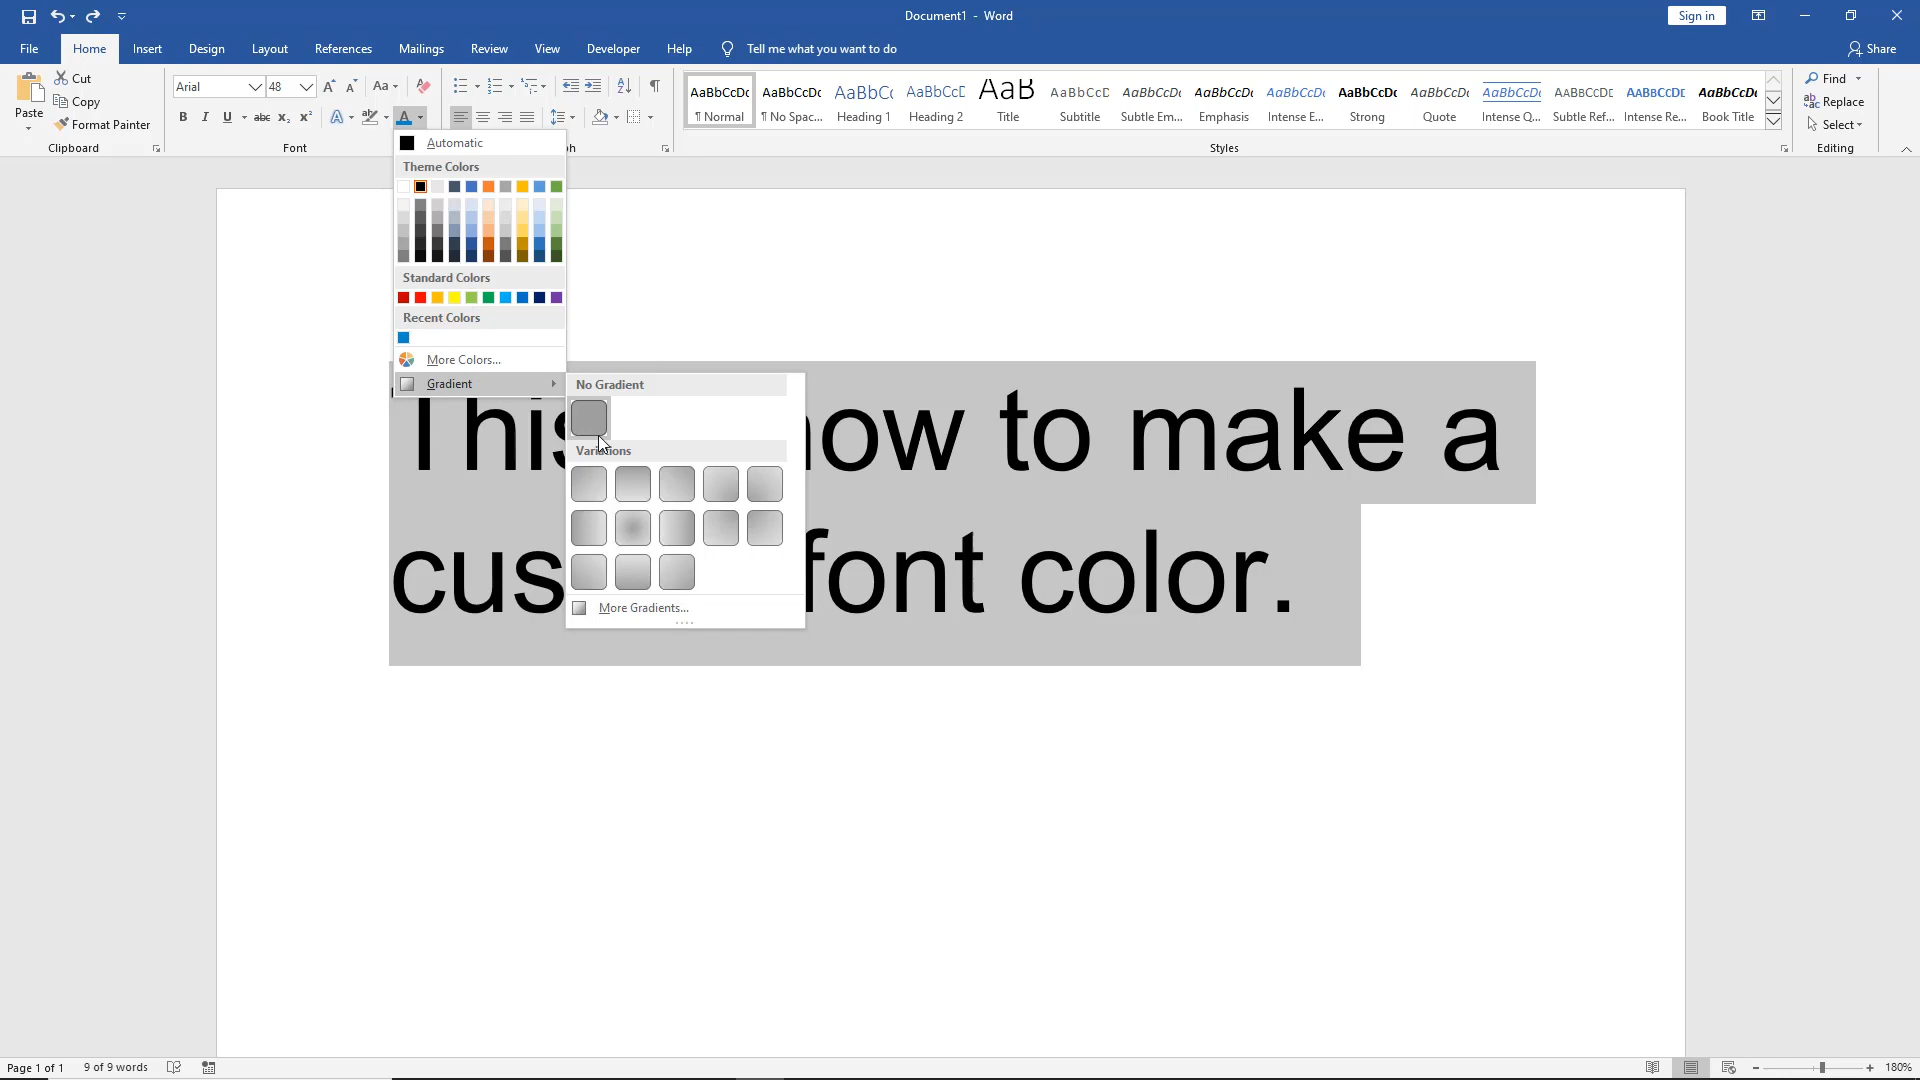 Document1 - Word
Sign in
File Home Insert Design Layout References Mailings Review View Developer Help Tell me what you want to do Share
Paste
Cut
Copy
Format Painter
Clipboard
Arial 48
Font
Automatic
Theme Colors
Standard Colors
Recent Colors
More Colors...
Gradient
No Gradient
More Gradients...
AaBbCcDc AaBbCcDc AaBbCc AaBbCcD AaB AaBbCcD AaBbCcDc AaBbCcDc AaBbCcDc AaBbCcDc AaBbCcDc AaBbCcDc AABBCCDE AABBCCDE AaBbCcDc
¶ Normal ¶ No Spac... Heading 1 Heading 2 Title Subtitle Subtle Em... Emphasis Intense E... Strong Quote Intense Q... Subtle Ref... Intense Re... Book Title
Styles
Find
Replace
Select
Editing
to make a
font color.
Page 1 of 1 9 of 9 words 180%